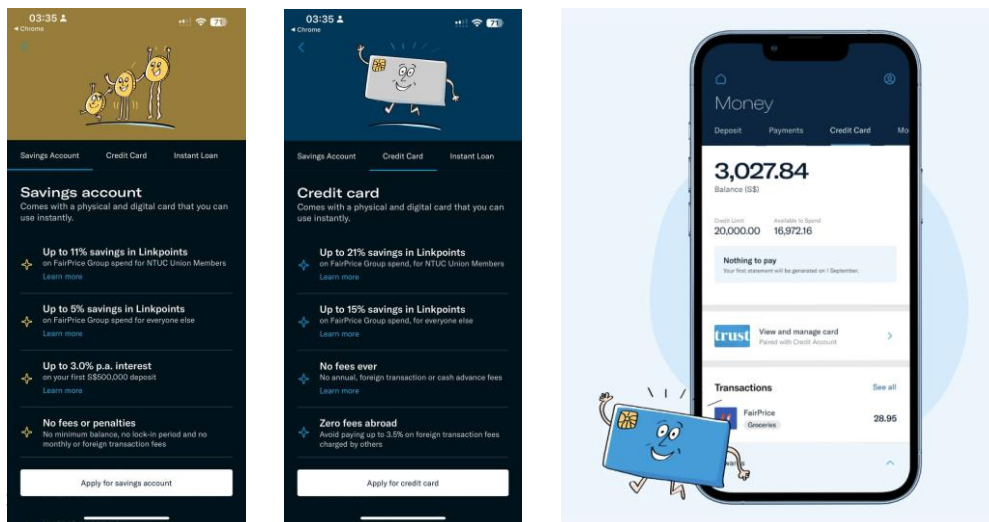 03:35
71
◄ Chrome
Savings Account
Credit Card
Instant Loan
Savings account
Comes with a physical and digital card that you can
use instantly.
Up to 11% savings in Linkpoints
on FairPrice Group spend for NTUC Union Members
Learn more
Up to 5% savings in Linkpoints
on FairPrice Group spend for everyone else
Learn more
Up to 3.0% p.a. interest
on your first S$500,000 deposit
Learn more
No fees or penalties
No minimum balance, no lock-in period and no
monthly or foreign transaction fees
Apply for savings account
03:35
71
◄ Chrome
Savings Account
Credit Card
Instant Loan
Credit card
Comes with a physical and digital card that you can
use instantly.
Up to 21% savings in Linkpoints
on FairPrice Group spend, for NTUC Union Members
Learn more
Up to 15% savings in Linkpoints
on FairPrice Group spend, for everyone else
Learn more
No fees ever
No annual, foreign transaction or cash advance fees
Learn more
Zero fees abroad
Avoid paying up to 3.5% on foreign transaction fees
charged by others
Apply for credit card
Money
Deposit
Payments
Credit Card
Mo
3,027.84
Balance (S$)
Credit Limit
Available to Spend
20,000.00
16,972.16
Nothing to pay
Your first statement will be generated on 1 September.
trust
View and manage card
Paired with Credit Account
Transactions
See all
FairPrice
Groceries
28.95